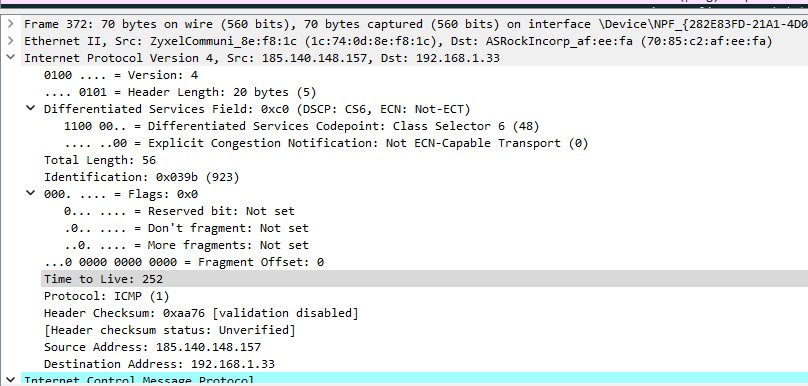 Frame 372: 70 bytes on wire (560 bits), 70 bytes captured (560 bits) on interface \Device\NPF_{282E83FD-21A1-4D0
Ethernet II, Src: ZyxelCommuni_8e:f8:1c (1c:74:0d:8e:f8:1c), Dst: ASRockIncorp_af:ee:fa (70:85:c2:af:ee:fa)
Internet Protocol Version 4, Src: 185.140.148.157, Dst: 192.168.1.33
0100 .... = Version: 4
.... 0101 = Header Length: 20 bytes (5)
Differentiated Services Field: 0xc0 (DSCP: CS6, ECN: Not-ECT)
1100 00.. = Differentiated Services Codepoint: Class Selector 6 (48)
.... ..00 = Explicit Congestion Notification: Not ECN-Capable Transport (0)
Total Length: 56
Identification: 0x039b (923)
000. .... = Flags: 0x0
0... .... = Reserved bit: Not set
.0.. .... = Don't fragment: Not set
..0. .... = More fragments: Not set
...0 0000 0000 0000 = Fragment Offset: 0
Time to Live: 252
Protocol: ICMP (1)
Header Checksum: 0xaa76 [validation disabled]
[Header checksum status: Unverified]
Source Address: 185.140.148.157
Destination Address: 192.168.1.33
Internet Control Message Protocol